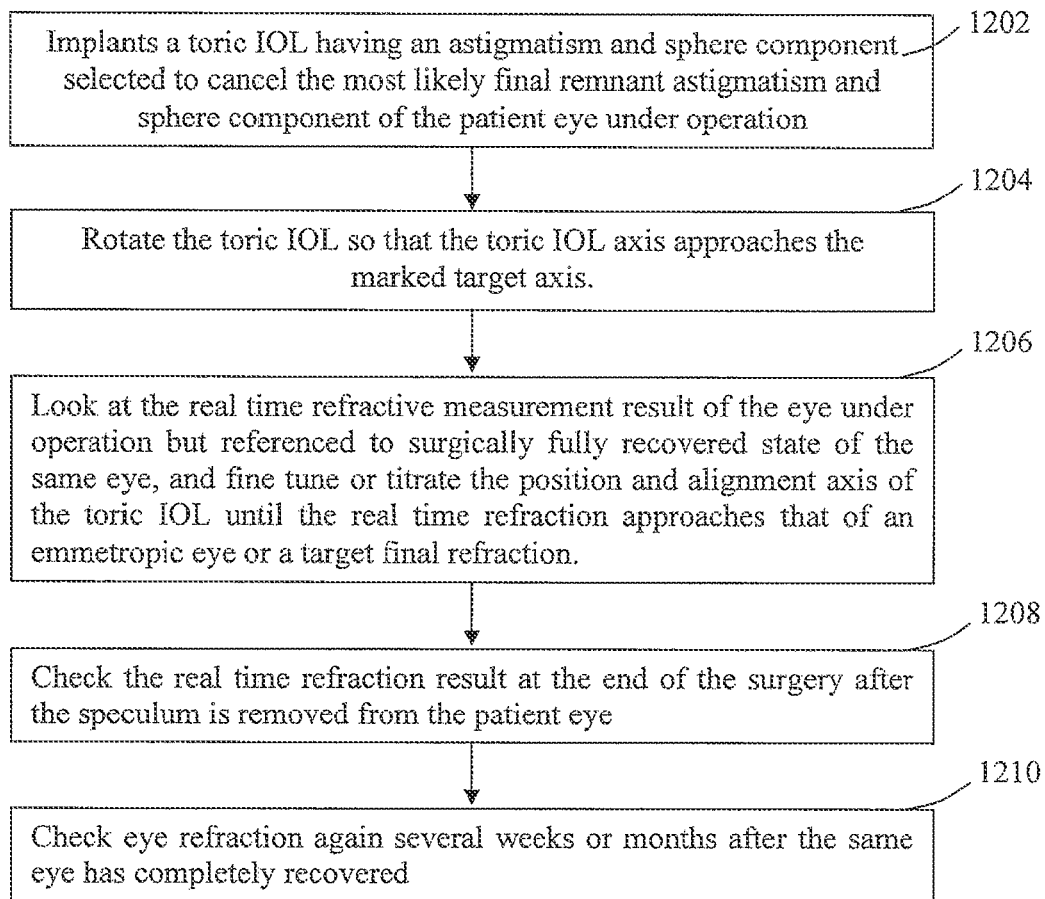 1202
Implants a toric IOL having an astigmatism and sphere component
selected to cancel the most likely final remnant astigmatism and
sphere component of the patient eye under operation
1204
Rotate the toric IOL so that the toric IOL axis approaches the
marked target axis.
1206
Look at the real time refractive measurement result of the eye under
operation but referenced to surgically fully recovered state of the
same eye, and fine tune or titrate the position and alignment axis of
the toric IOL until the real time refraction approaches that of an
emmetropic eye or a target final refraction.
1208
Check the real time refraction result at the end of the surgery after
the speculum is removed from the patient eye
1210
Check eye refraction again several weeks or months after the same
eye has completely recovered